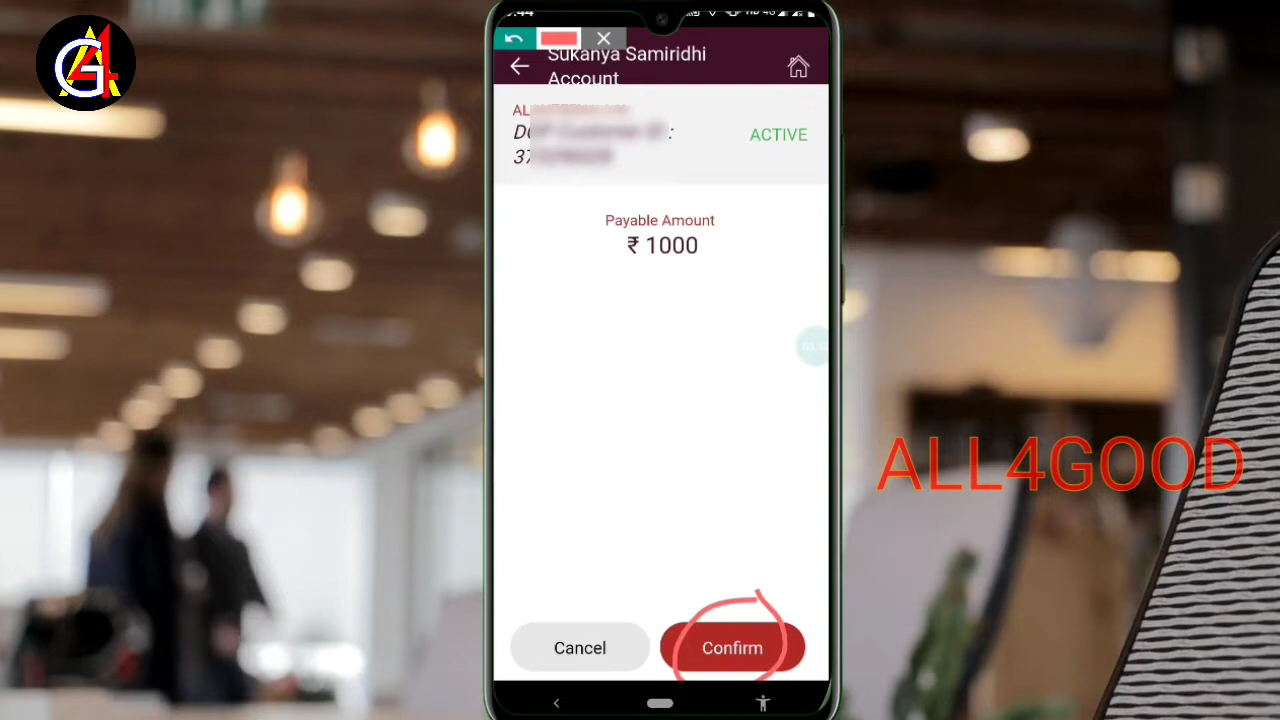 Sukanya Samiridhi
Account
ACTIVE
Payable Amount
₹ 1000
Cancel
Confirm
ALL4GOOD